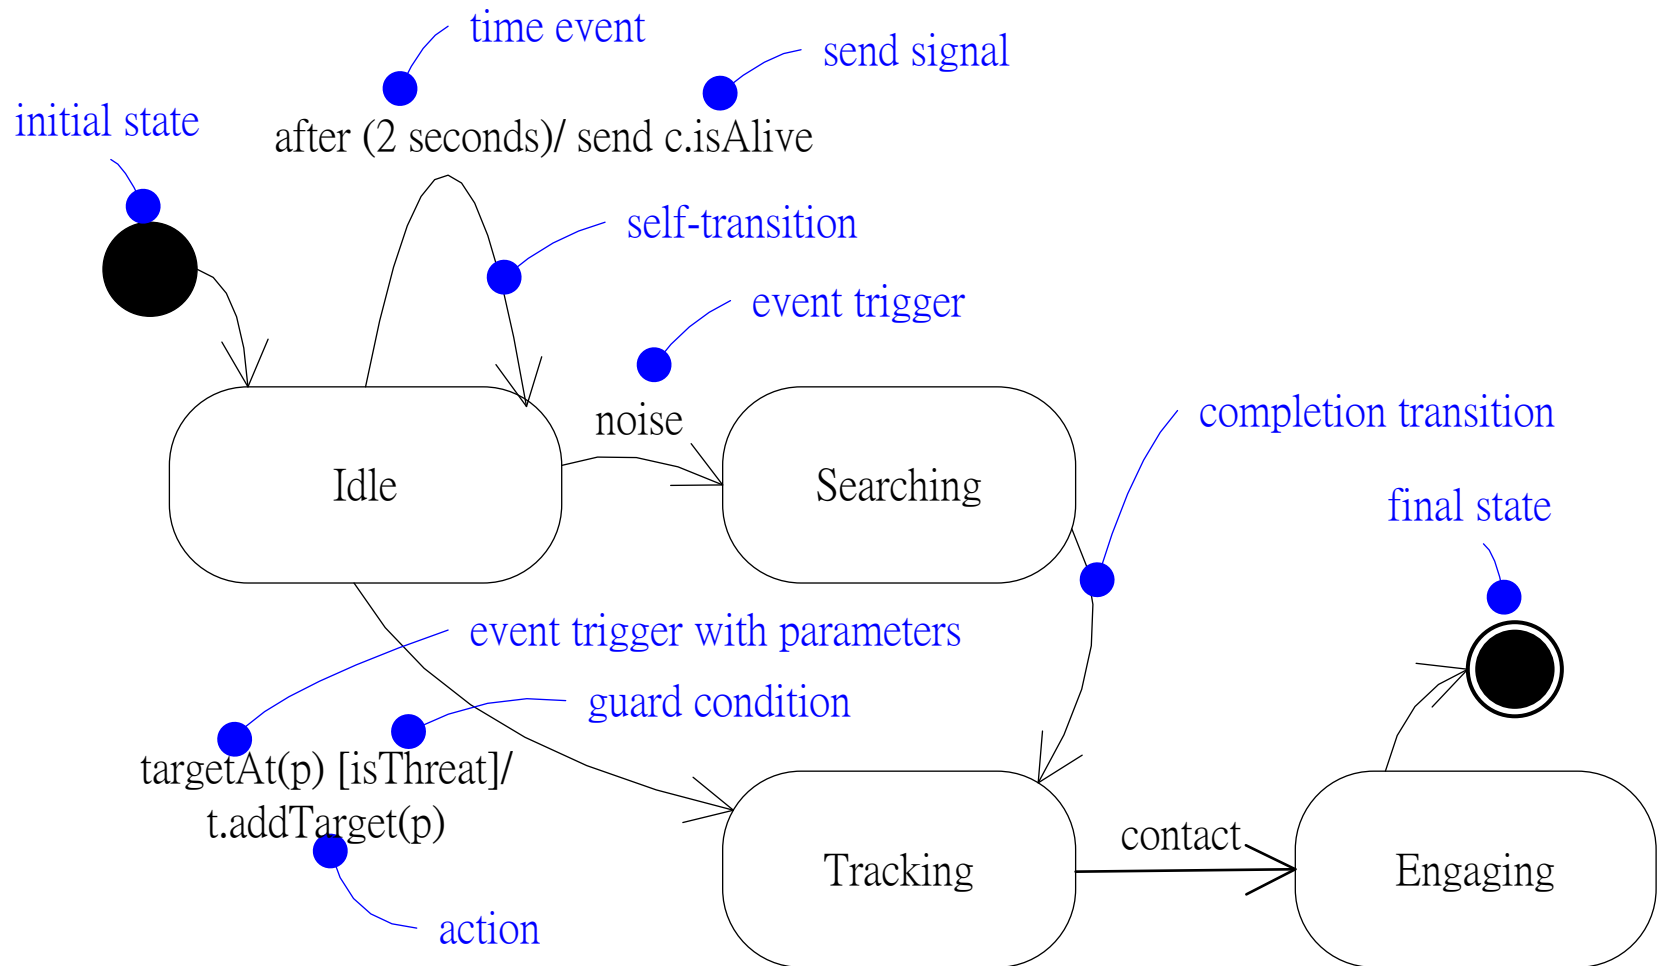 time event
send signal
initial state
after (2 seconds)/ send c.isAlive
self-transition
event trigger
noise
completion transition
Idle
Searching
final state
event trigger with parameters
guard condition
targetAt(p) [isThreat]/
t.addTarget(p)
contact
Tracking
Engaging
action